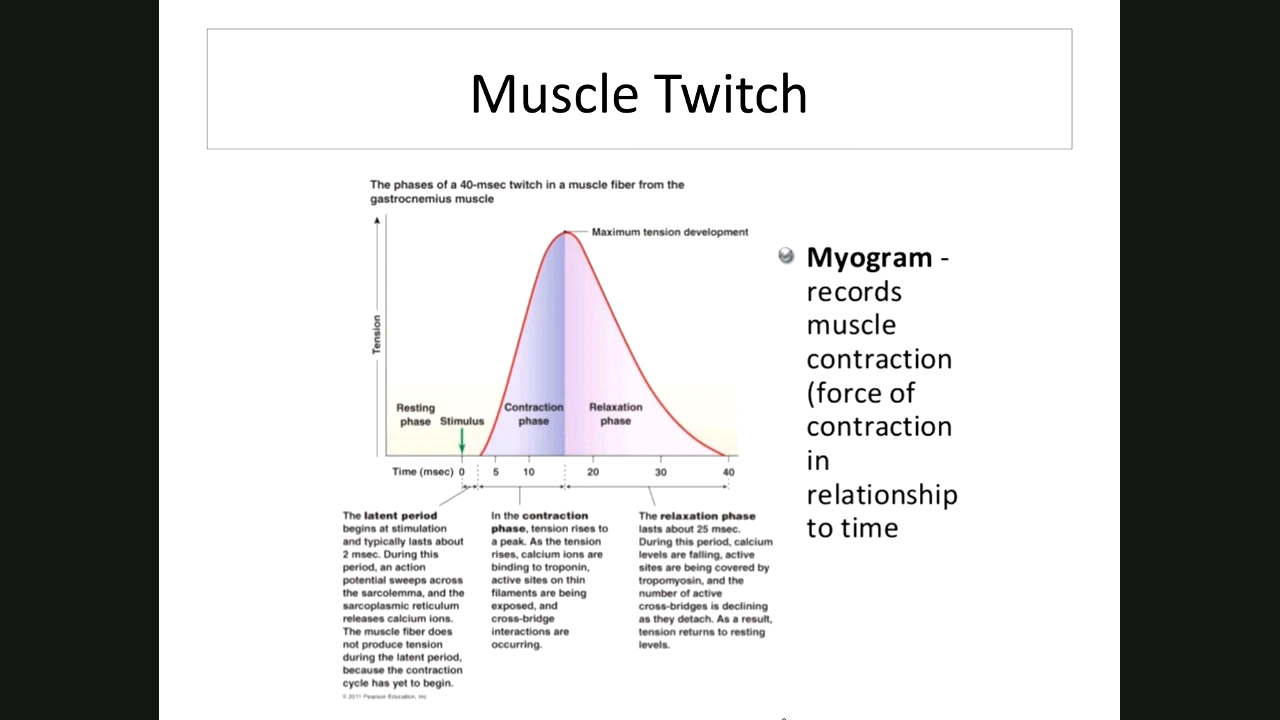 Muscle Twitch
The phases of a 40-msec twitch in a muscle fiber from the
gastrocnemius muscle
Maximum tension development
Tension
Resting
phase
Stimulus
Contraction
phase
Relaxation
phase
Time (msec) 0 5 10 20 30 40
The latent period
begins at stimulation
and typically lasts about
2 msec. During this
period, an action
potential sweeps across
the sarcolemma, and the
sarcoplasmic reticulum
releases calcium ions.
The muscle fiber does
not produce tension
during the latent period,
because the contraction
cycle has yet to begin.
© 2011 Pearson Education, Inc.
In the contraction
phase, tension rises to
a peak. As the tension
rises, calcium ions are
binding to troponin,
active sites on thin
filaments are being
exposed, and
cross-bridge
interactions are
occurring.
The relaxation phase
lasts about 25 msec.
During this period, calcium
levels are falling, active
sites are being covered by
tropomyosin, and the
number of active
cross-bridges is declining
as they detach. As a result,
tension returns to resting
levels.
Myogram -
records
muscle
contraction
(force of
contraction
in
relationship
to time